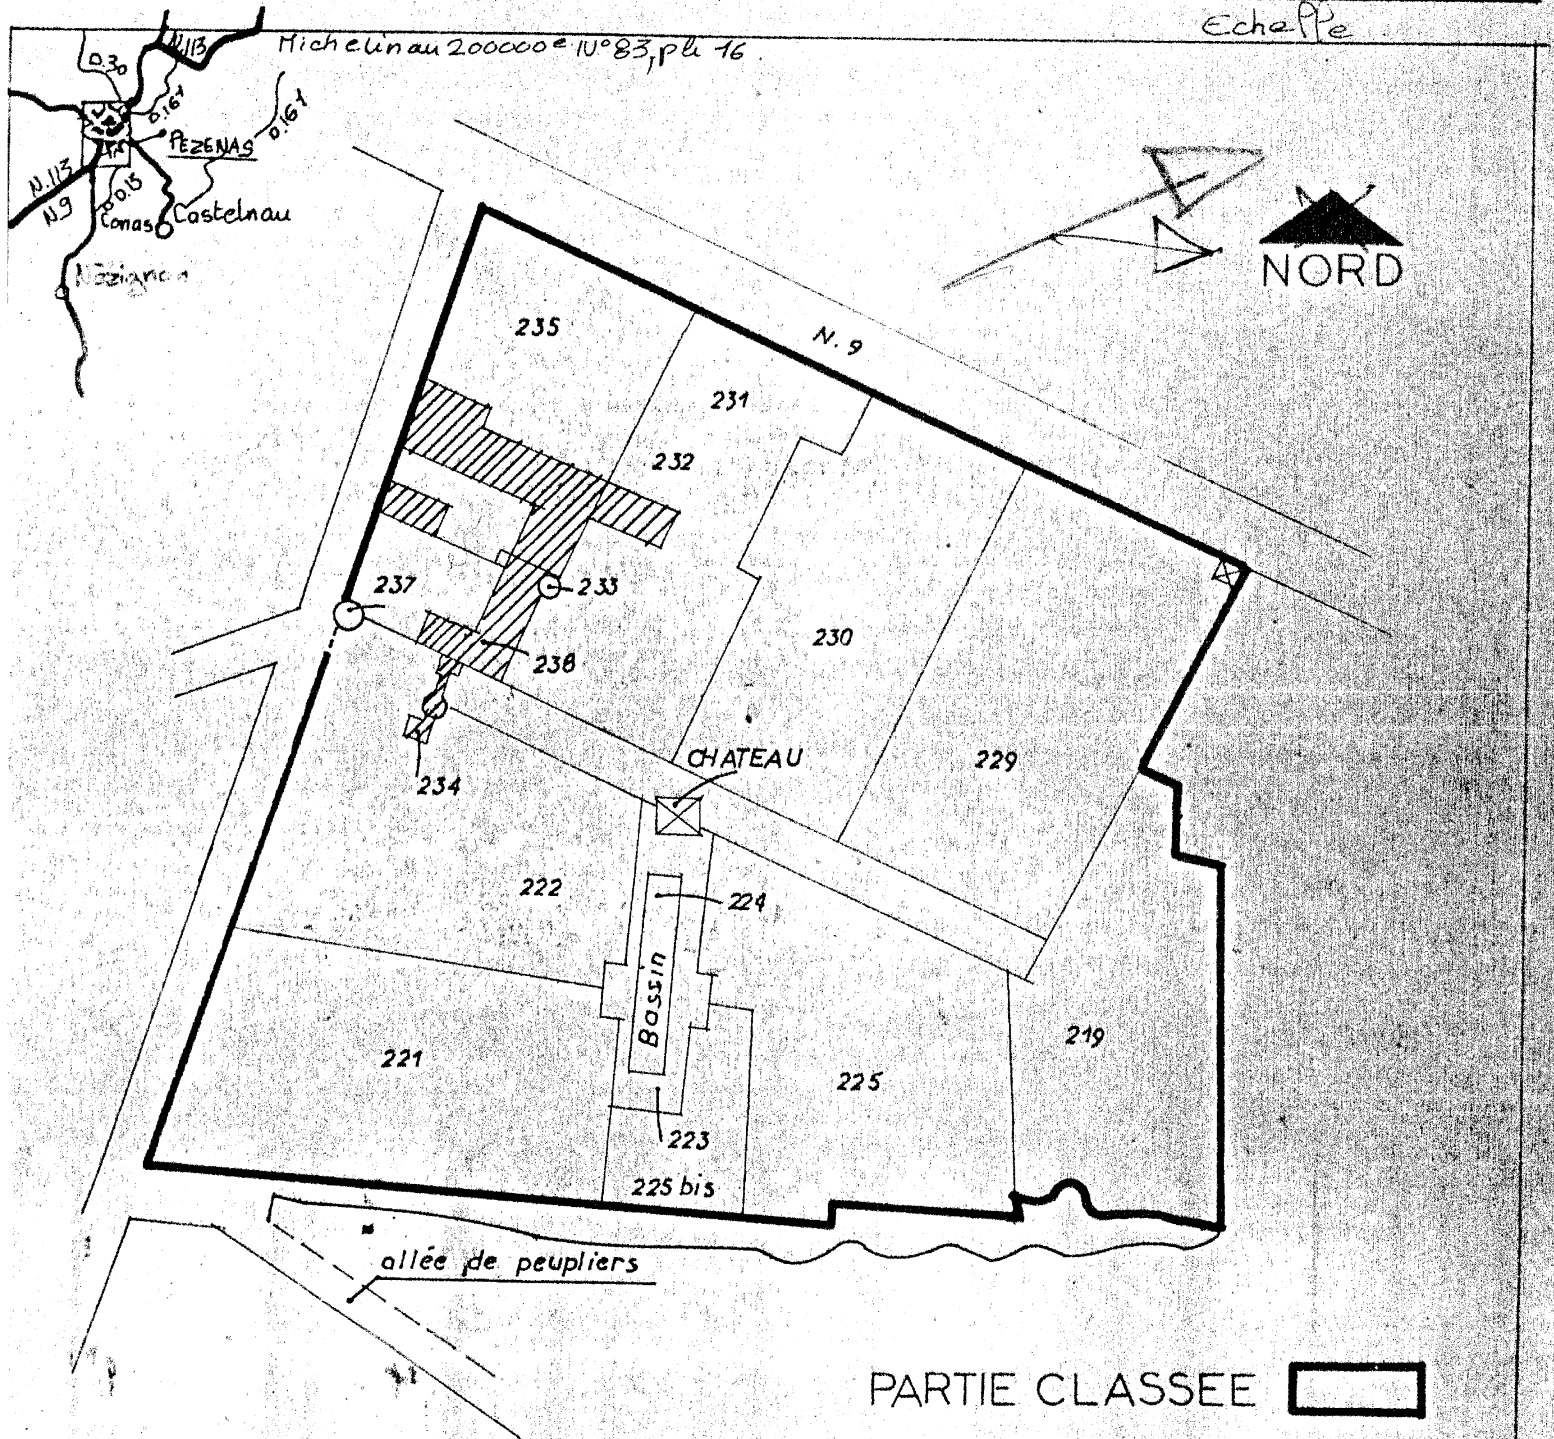 Echelle
Michelin au 200000e N°83, pli 16
N.113
D.30
D.161
D.161
PEZENAS
N.113
N9
D.13
Conas
Castelnau
Nézignan
NORD
N. 9
235
231
232
237
233
238
230
234
CHATEAU
229
222
224
Bassin
221
219
225
223
225 bis
allée de peupliers
PARTIE CLASSEE